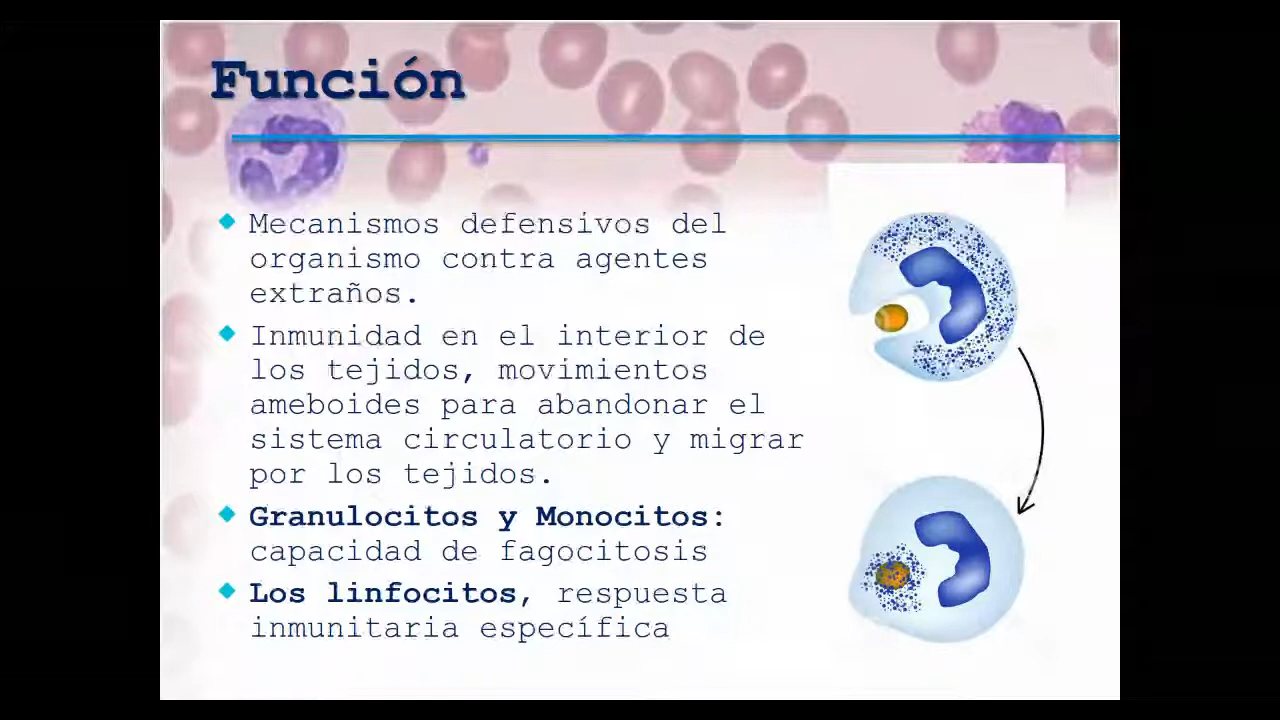 Función
Mecanismos defensivos del
organismo contra agentes
extraños.
Inmunidad en el interior de
los tejidos, movimientos
ameboides para abandonar el
sistema circulatorio y migrar
por los tejidos.
Granulocitos y Monocitos:
capacidad de fagocitosis
Los linfocitos, respuesta
inmunitaria específica